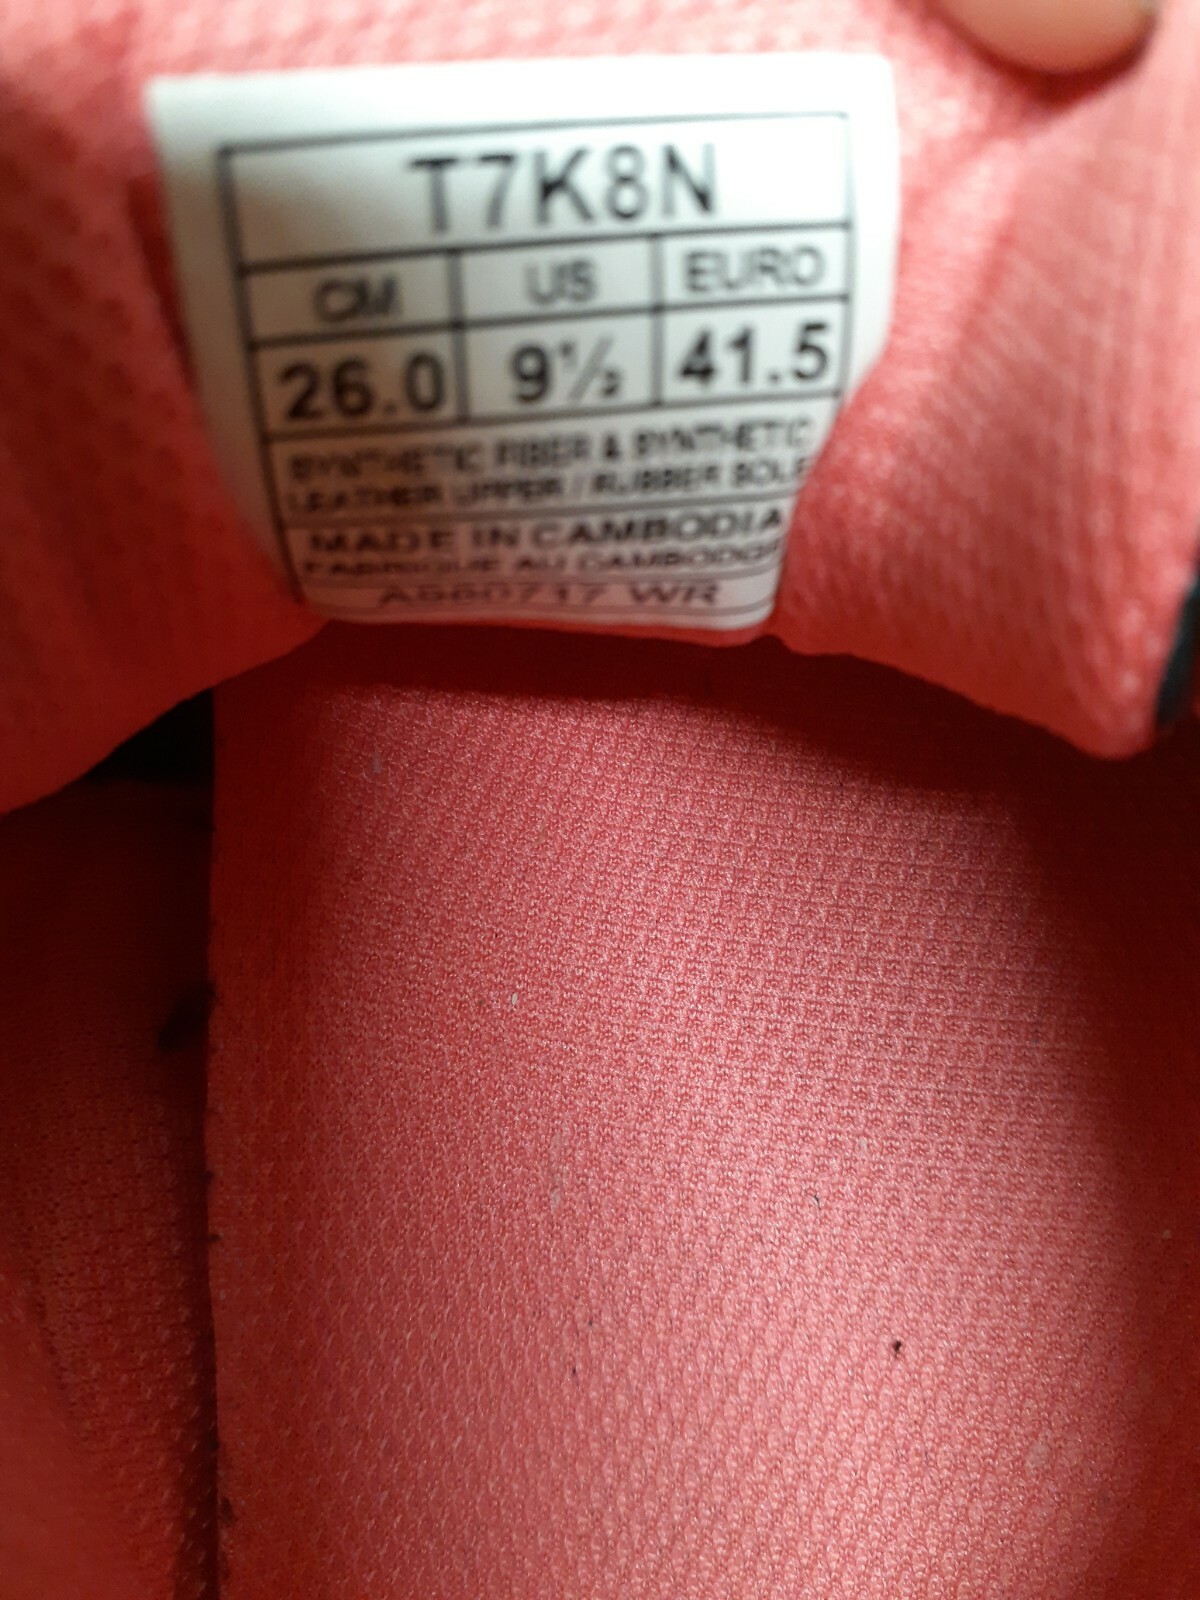 T7K8N
CM US EURO
26.0 9½ 41.5
SYNTHETIC FIBER & SYNTHETIC
LEATHER UPPER / RUBBER SOLE
MADE IN CAMBODIA
FABRIQUE AU CAMBODGE
A560717 WR